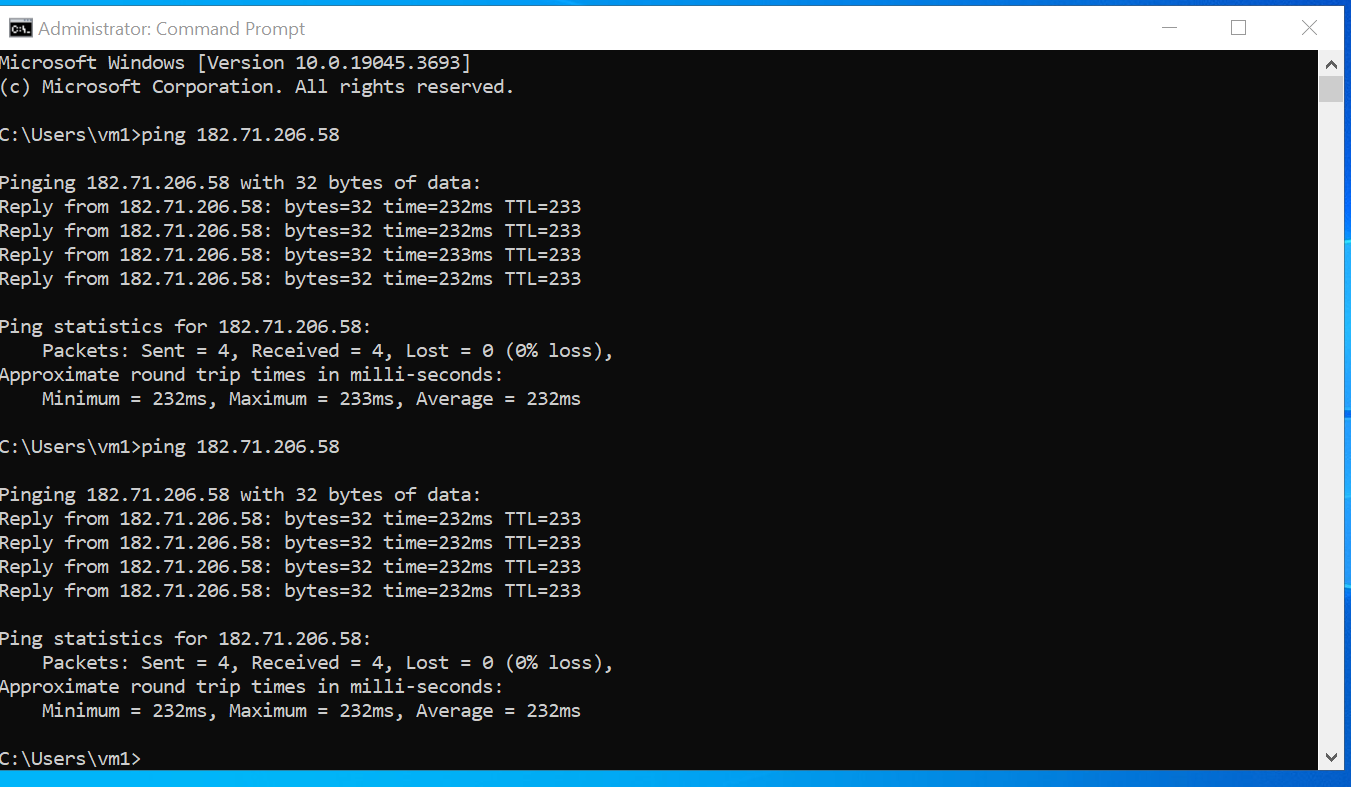 Administrator: Command Prompt
Microsoft Windows [Version 10.0.19045.3693]
(c) Microsoft Corporation. All rights reserved.
C:\Users\vm1>ping 182.71.206.58
Pinging 182.71.206.58 with 32 bytes of data:
Reply from 182.71.206.58: bytes=32 time=232ms TTL=233
Reply from 182.71.206.58: bytes=32 time=232ms TTL=233
Reply from 182.71.206.58: bytes=32 time=233ms TTL=233
Reply from 182.71.206.58: bytes=32 time=232ms TTL=233
Ping statistics for 182.71.206.58:
    Packets: Sent = 4, Received = 4, Lost = 0 (0% loss),
Approximate round trip times in milli-seconds:
    Minimum = 232ms, Maximum = 233ms, Average = 232ms
C:\Users\vm1>ping 182.71.206.58
Pinging 182.71.206.58 with 32 bytes of data:
Reply from 182.71.206.58: bytes=32 time=232ms TTL=233
Reply from 182.71.206.58: bytes=32 time=232ms TTL=233
Reply from 182.71.206.58: bytes=32 time=232ms TTL=233
Reply from 182.71.206.58: bytes=32 time=232ms TTL=233
Ping statistics for 182.71.206.58:
    Packets: Sent = 4, Received = 4, Lost = 0 (0% loss),
Approximate round trip times in milli-seconds:
    Minimum = 232ms, Maximum = 232ms, Average = 232ms
C:\Users\vm1>